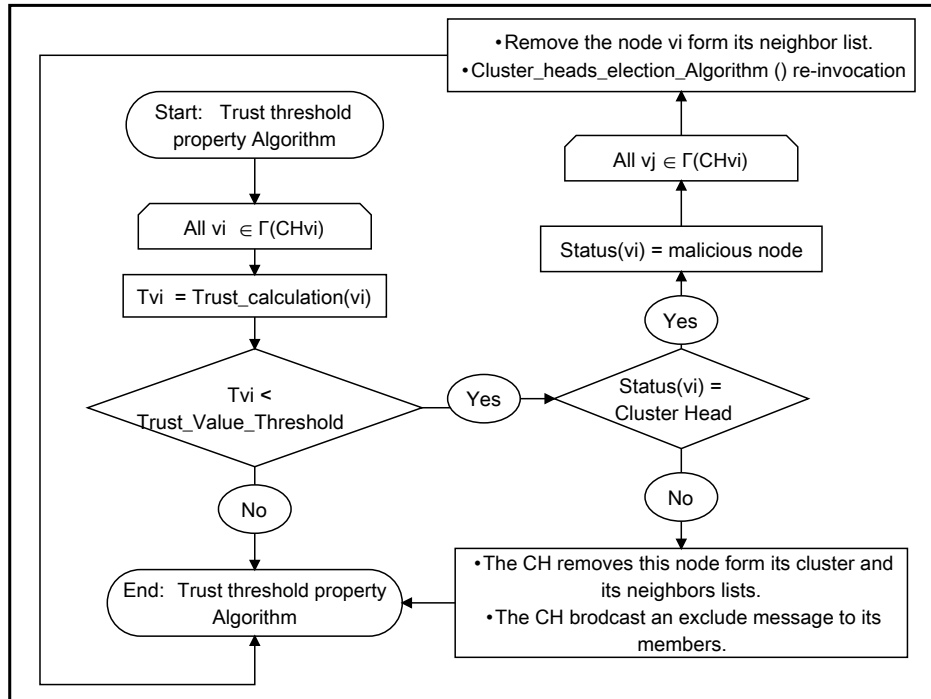 •Remove the node vi form its neighbor list.
•Cluster_heads_election_Algorithm () re-invocation
Start: Trust threshold
property Algorithm
All vj ∈ Γ(CHvi)
All vi ∈ Γ(CHvi)
Status(vi) = malicious node
Tvi = Trust_calculation(vi)
Yes
Tvi <
Trust_Value_Threshold
Yes
Status(vi) =
Cluster Head
No
No
•The CH removes this node form its cluster and
its neighbors lists.
•The CH brodcast an exclude message to its
members.
End: Trust threshold property
Algorithm